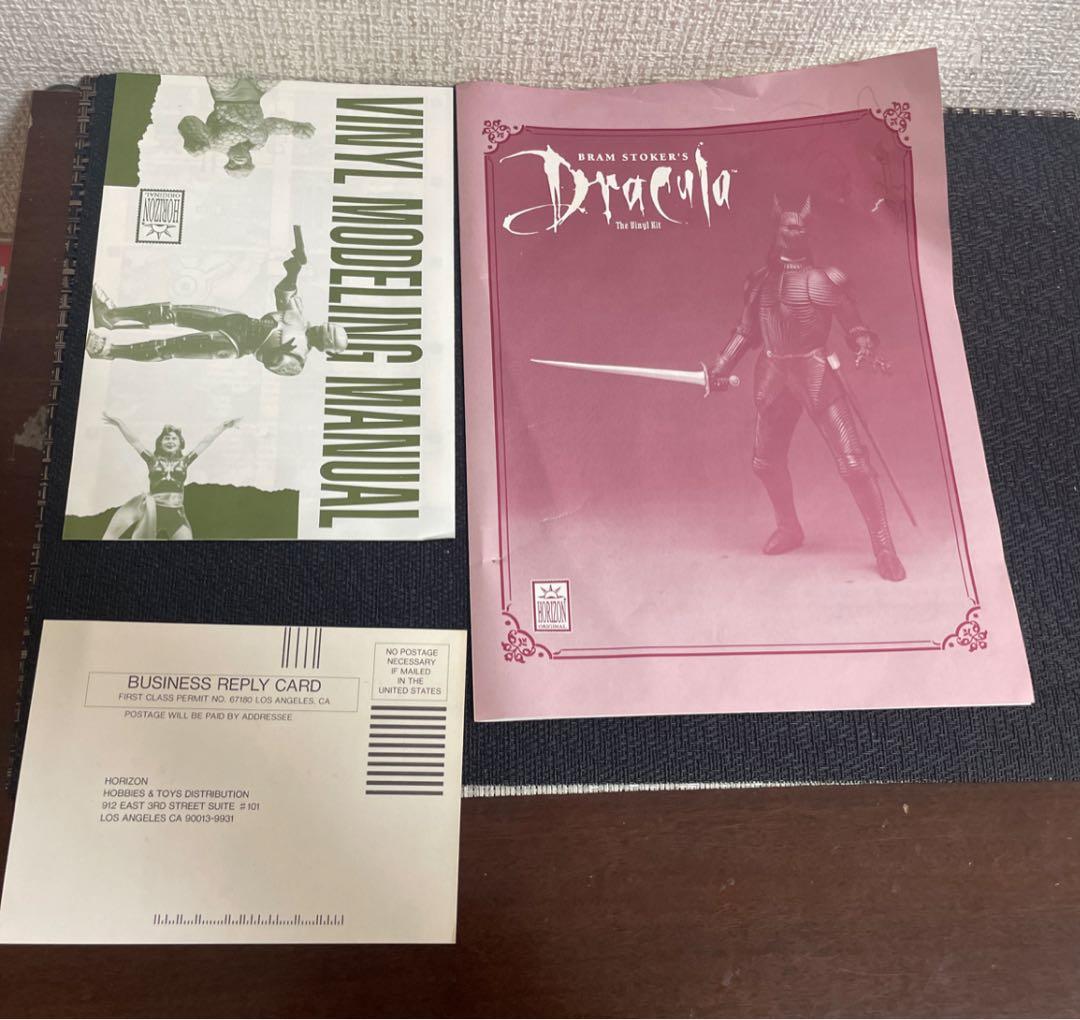 VINYL MODELING MANUAL
HORIZON
ORIGINAL
BRAM STOKER'S
Dracula™
The Vinyl Kit
HORIZON
ORIGINAL
NO POSTAGE
NECESSARY
IF MAILED
IN THE
UNITED STATES
BUSINESS REPLY CARD
FIRST CLASS PERMIT NO. 67180 LOS ANGELES, CA
POSTAGE WILL BE PAID BY ADDRESSEE
HORIZON
HOBBIES & TOYS DISTRIBUTION
912 EAST 3RD STREET SUITE #101
LOS ANGELES CA 90013-9931